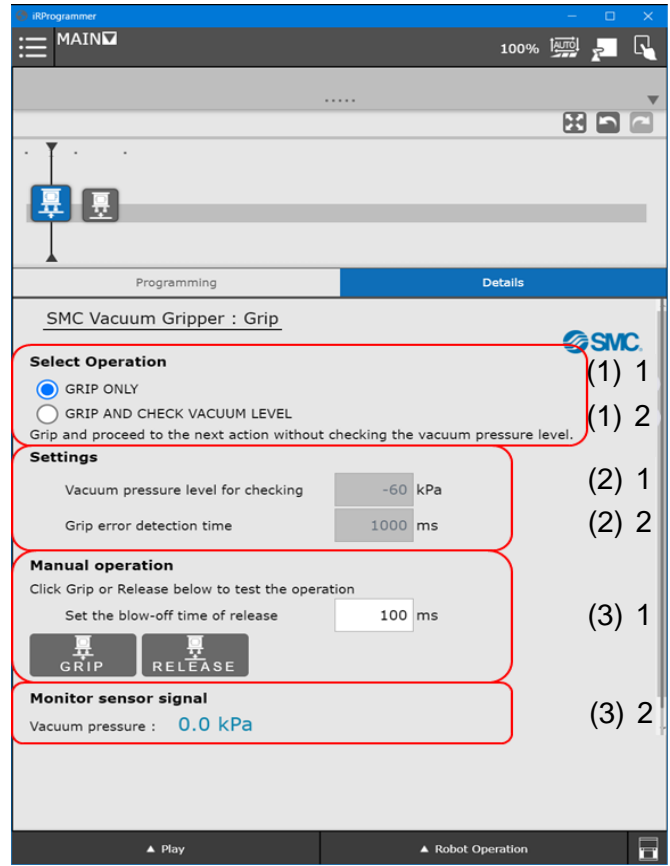 iRProgrammer
MAIN
100% AUTO
Programming Details
SMC Vacuum Gripper : Grip
SMC.
Select Operation
(1) 1
GRIP ONLY
GRIP AND CHECK VACUUM LEVEL
(1) 2
Grip and proceed to the next action without checking the vacuum pressure level.
Settings
Vacuum pressure level for checking -60 kPa
(2) 1
Grip error detection time 1000 ms
(2) 2
Manual operation
Click Grip or Release below to test the operation
Set the blow-off time of release 100 ms
(3) 1
GRIP RELEASE
Monitor sensor signal
Vacuum pressure : 0.0 kPa
(3) 2
▲ Play ▲ Robot Operation